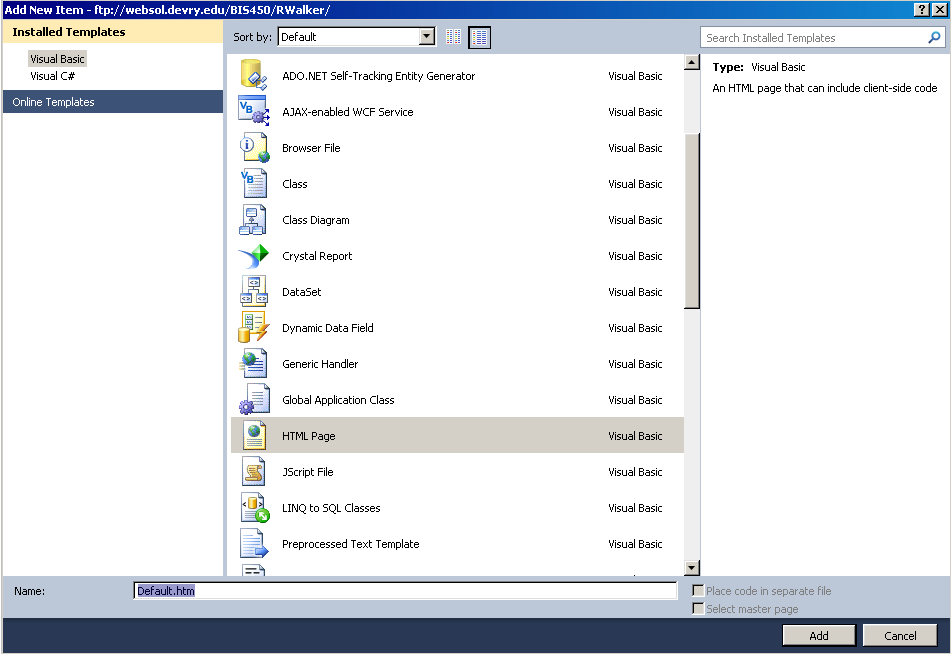 Add New Item - ftp://websol.devry.edu/BIS450/RWalker/
Installed Templates
Visual Basic
Visual C#
Online Templates
Sort by: Default
Search Installed Templates
ADO.NET Self-Tracking Entity Generator Visual Basic
AJAX-enabled WCF Service Visual Basic
Browser File Visual Basic
Class Visual Basic
Class Diagram Visual Basic
Crystal Report Visual Basic
DataSet Visual Basic
Dynamic Data Field Visual Basic
Generic Handler Visual Basic
Global Application Class Visual Basic
HTML Page Visual Basic
JScript File Visual Basic
LINQ to SQL Classes Visual Basic
Preprocessed Text Template Visual Basic
Type: Visual Basic
An HTML page that can include client-side code
Name: Default.htm
Place code in separate file
Select master page
Add Cancel